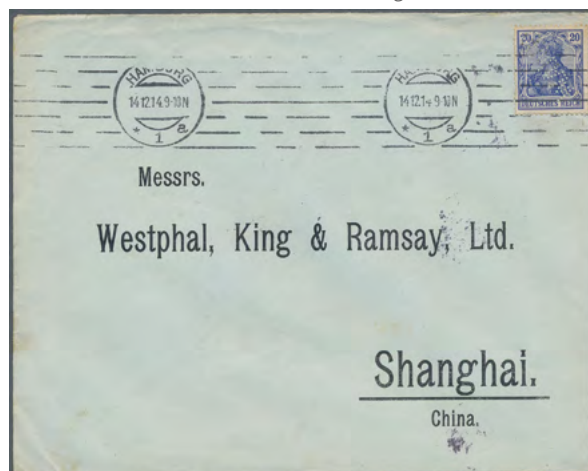 20 20
DEUTSCHES REICH
HAMBURG
14.12.14.9-10N
* 1 a
HAMBURG
14.12.14.9-10N
* 1 a
Messrs.
Westphal, King & Ramsay, Ltd.
Shanghai.
China.